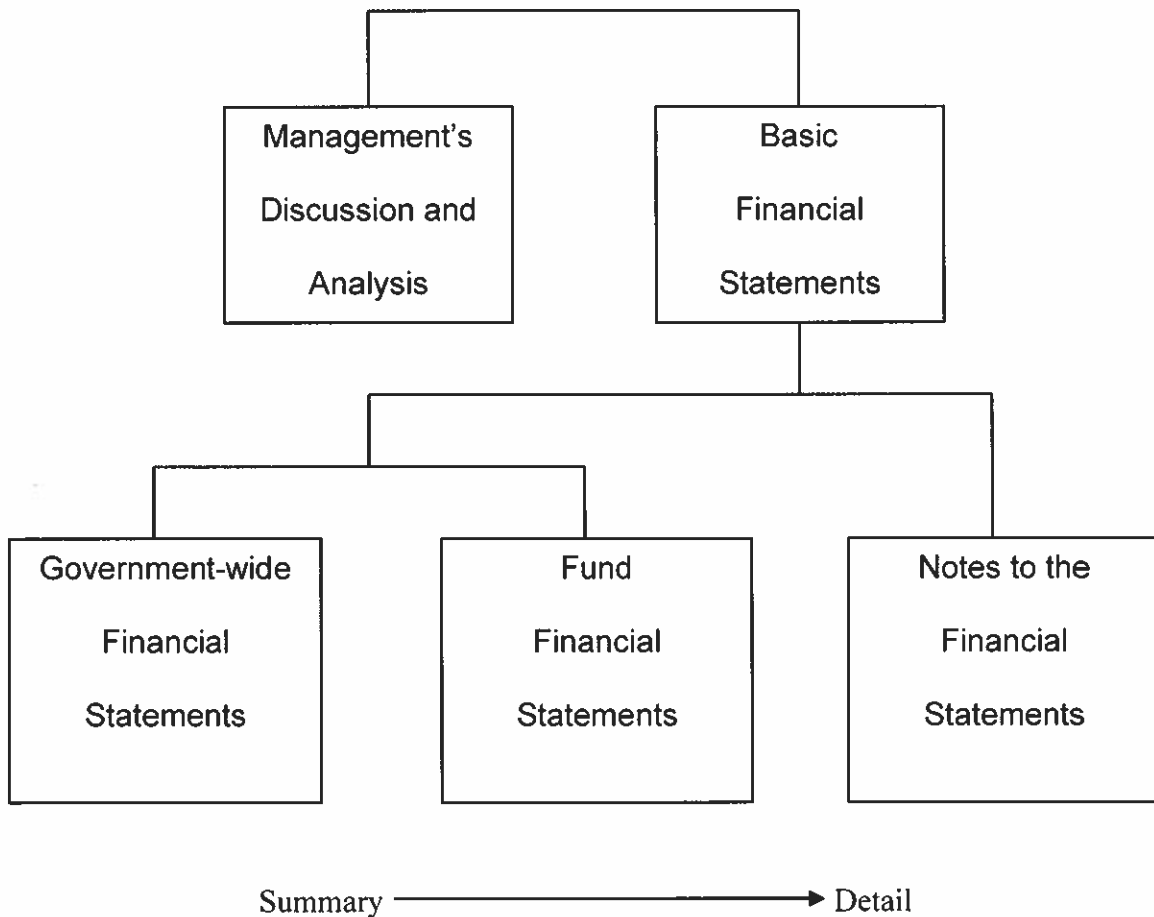 Management's
Discussion and
Analysis
Basic
Financial
Statements
Government-wide
Financial
Statements
Fund
Financial
Statements
Notes to the
Financial
Statements
Summary
Detail